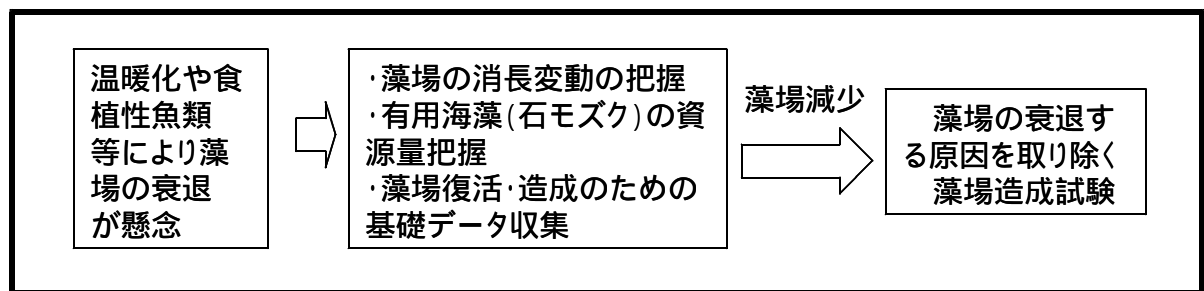 温暖化や食
植性魚類
等により藻
場の衰退
が懸念
・藻場の消長変動の把握
・有用海藻(石モズク)の資
源量把握
・藻場復活・造成のための
基礎データ収集
藻場減少
藻場の衰退す
る原因を取り除く
藻場造成試験